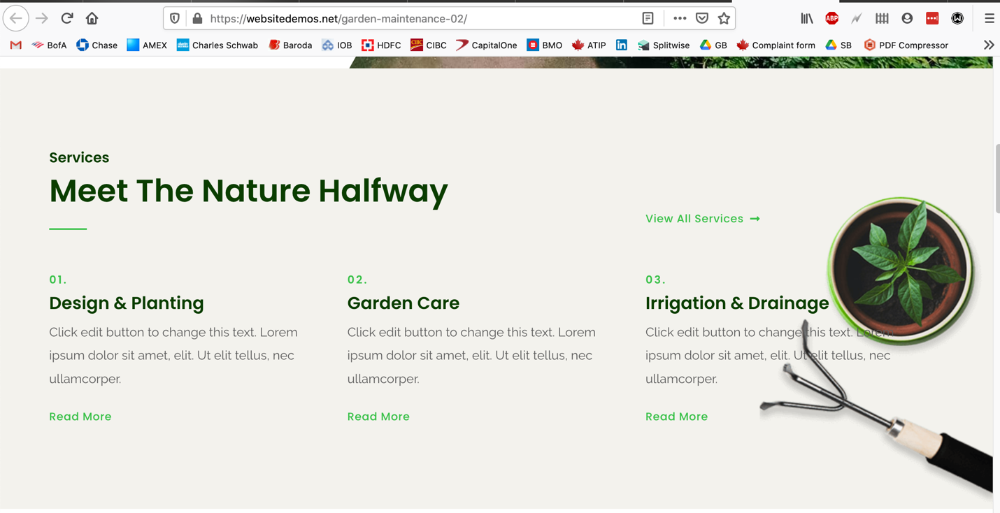 https://websitedemos.net/garden-maintenance-02/
ABP
BofA
Chase
AMEX
Charles Schwab
Baroda
IOB
HDFC
CIBC
CIBC
CapitalOne
BMO
ATIP
in
Splitwise
GB
Complaint form
SB
PDF Compressor
Services
Meet The Nature Halfway
View All Services →
01.
Design & Planting
Click edit button to change this text. Lorem
ipsum dolor sit amet, elit. Ut elit tellus, nec
ullamcorper.
Read More
02.
Garden Care
Click edit button to change this text. Lorem
ipsum dolor sit amet, elit. Ut elit tellus, nec
ullamcorper.
Read More
03.
Irrigation & Drainage
Click edit button to change this text. Lorem
ipsum dolor sit amet, elit. Ut elit tellus, nec
ullamcorper.
Read More